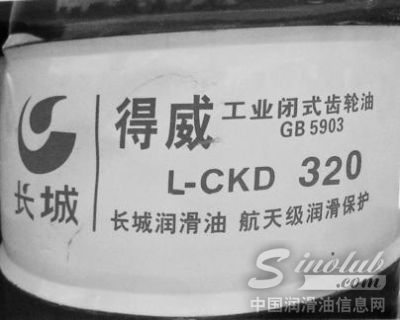 得威 工业闭式齿轮油
GB 5903
L-CKD 320
长城
长城润滑油 航天级润滑保护
Sinolub
.com
中国润滑油信息网